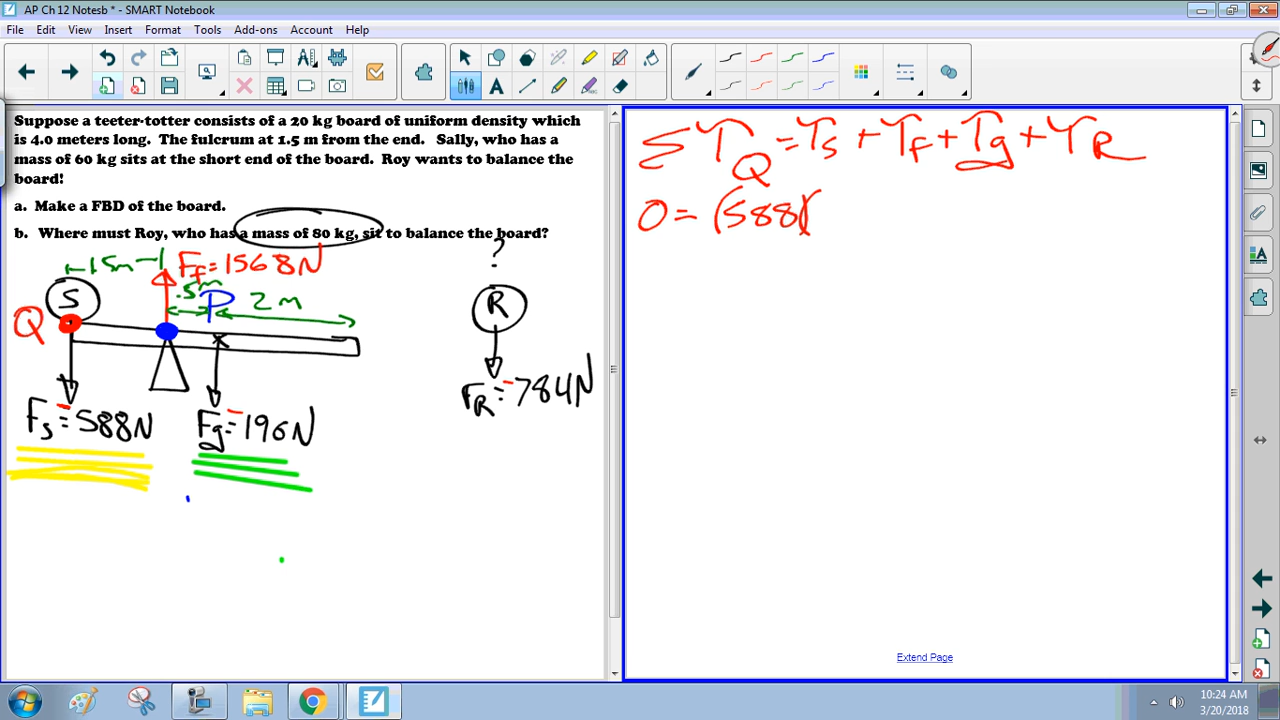 AP Ch 12 Notesb * - SMART Notebook
File Edit View Insert Format Tools Add-ons Account Help
Suppose a teeter-totter consists of a 20 kg board of uniform density which
is 4.0 meters long. The fulcrum at 1.5 m from the end. Sally, who has a
mass of 60 kg sits at the short end of the board. Roy wants to balance the
board!
a. Make a FBD of the board.
b. Where must Roy, who has a mass of 80 kg, sit to balance the board?
1.5m
Ff = 1568N
?
S
.5m
P
2m
R
Q
FR = 784N
Fs = 588N
Fg = 196N
Στ Q = τs + τf + τg + τR
0 = (588)(
Extend Page
10:24 AM
3/20/2018